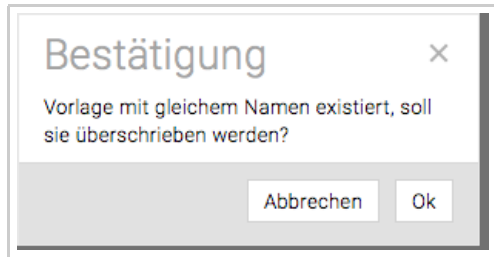 Bestätigung
Vorlage mit gleichem Namen existiert, soll
sie überschrieben werden?
Abbrechen
Ok